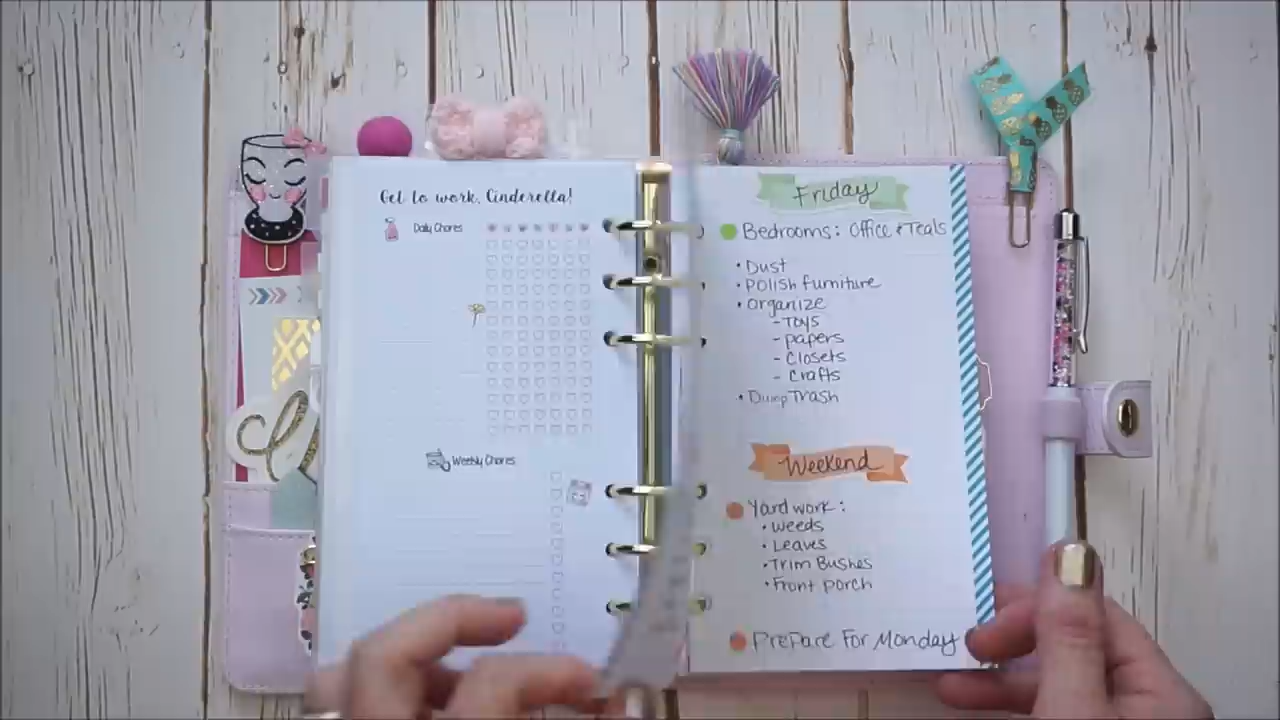 Get to work, Cinderella!
Daily Chores
Weekly Chores
Friday
Bedrooms: Office & Teals
• Dust
• Polish furniture
• Organize
- Toys
- papers
- Closets
- Crafts
• Dump Trash
Weekend
Yard work:
• weeds
• Leaves
• Trim Bushes
• Front porch
Prepare For Monday